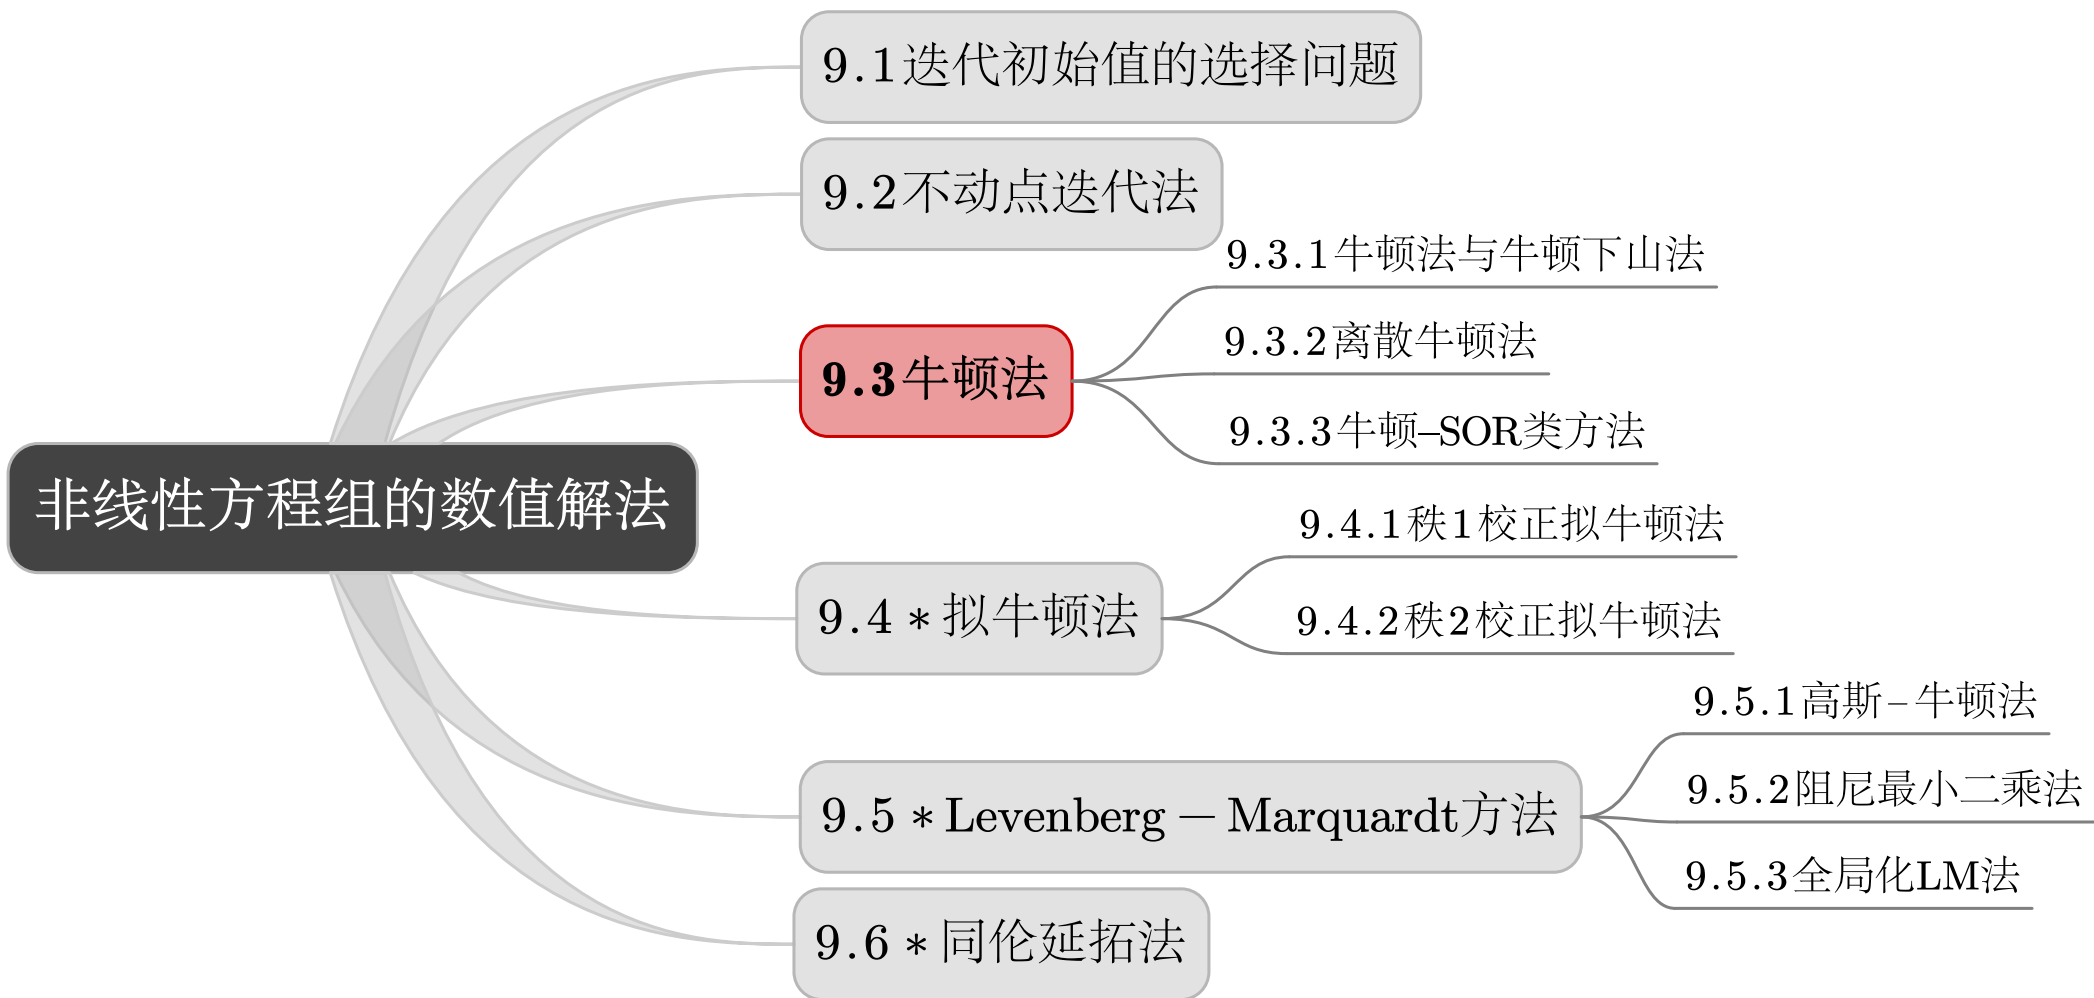 非线性方程组的数值解法
9.1迭代初始值的选择问题
9.2不动点迭代法
9.3牛顿法
9.3.1牛顿法与牛顿下山法
9.3.2离散牛顿法
9.3.3牛顿–SOR类方法
9.4*拟牛顿法
9.4.1秩1校正拟牛顿法
9.4.2秩2校正拟牛顿法
9.5*Levenberg－Marquardt方法
9.5.1高斯–牛顿法
9.5.2阻尼最小二乘法
9.5.3全局化LM法
9.6*同伦延拓法